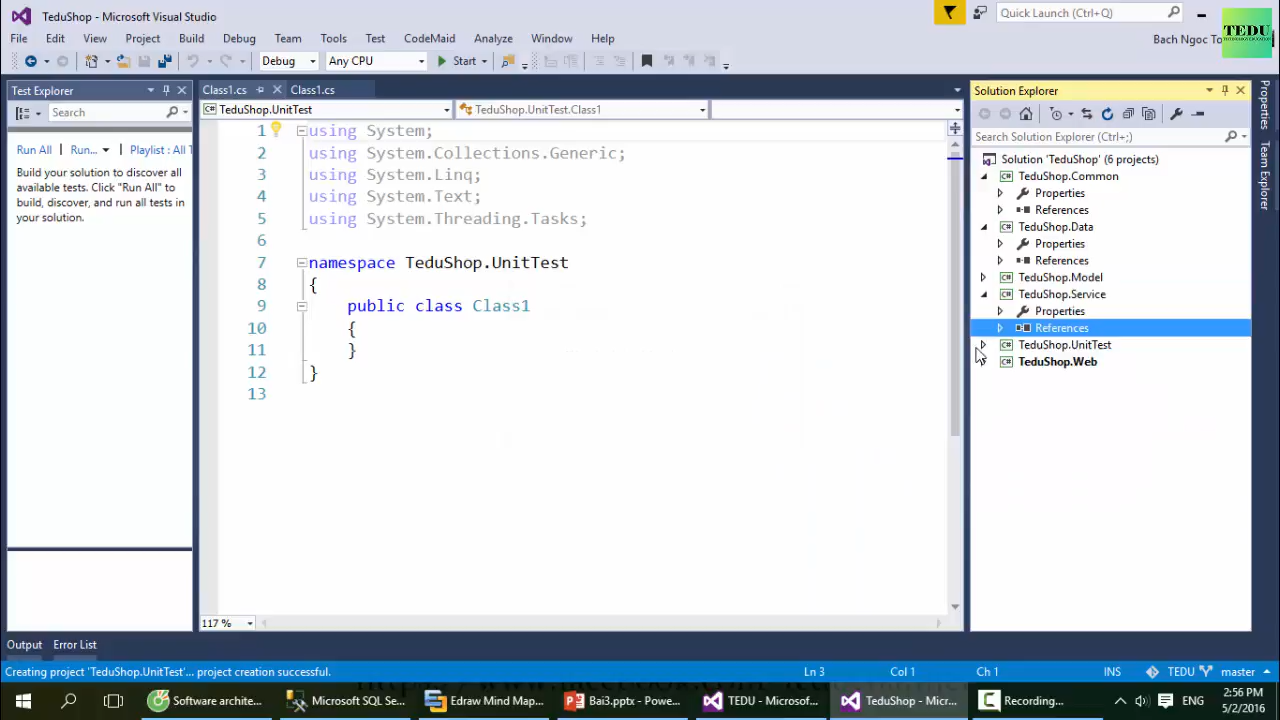 TeduShop - Microsoft Visual Studio
Quick Launch (Ctrl+Q)
TEDU
File Edit View Project Build Debug Team Tools Test CodeMaid Analyze Window Help
Bach Ngoc To
Debug Any CPU Start
Test Explorer
Search
Run All Run... Playlist : All T
Build your solution to discover all
available tests. Click "Run All" to
build, discover, and run all tests in
your solution.
Class1.cs Class1.cs
TeduShop.UnitTest TeduShop.UnitTest.Class1
1 using System;
2 using System.Collections.Generic;
3 using System.Linq;
4 using System.Text;
5 using System.Threading.Tasks;
6
7 namespace TeduShop.UnitTest
8 {
9 public class Class1
10 {
11 }
12 }
13
117 %
Solution Explorer
Search Solution Explorer (Ctrl+;)
Solution 'TeduShop' (6 projects)
TeduShop.Common
Properties
References
TeduShop.Data
Properties
References
TeduShop.Model
TeduShop.Service
Properties
References
TeduShop.UnitTest
TeduShop.Web
Properties
Team Explorer
Output Error List
Creating project 'TeduShop.UnitTest'... project creation successful.
Ln 3 Col 1 Ch 1 INS TEDU master
Software archite... Microsoft SQL Se... Edraw Mind Map... Bai3.pptx - Powe... TEDU - Microsof... TeduShop - Micr... Recording...
ENG
2:56 PM
5/2/2016